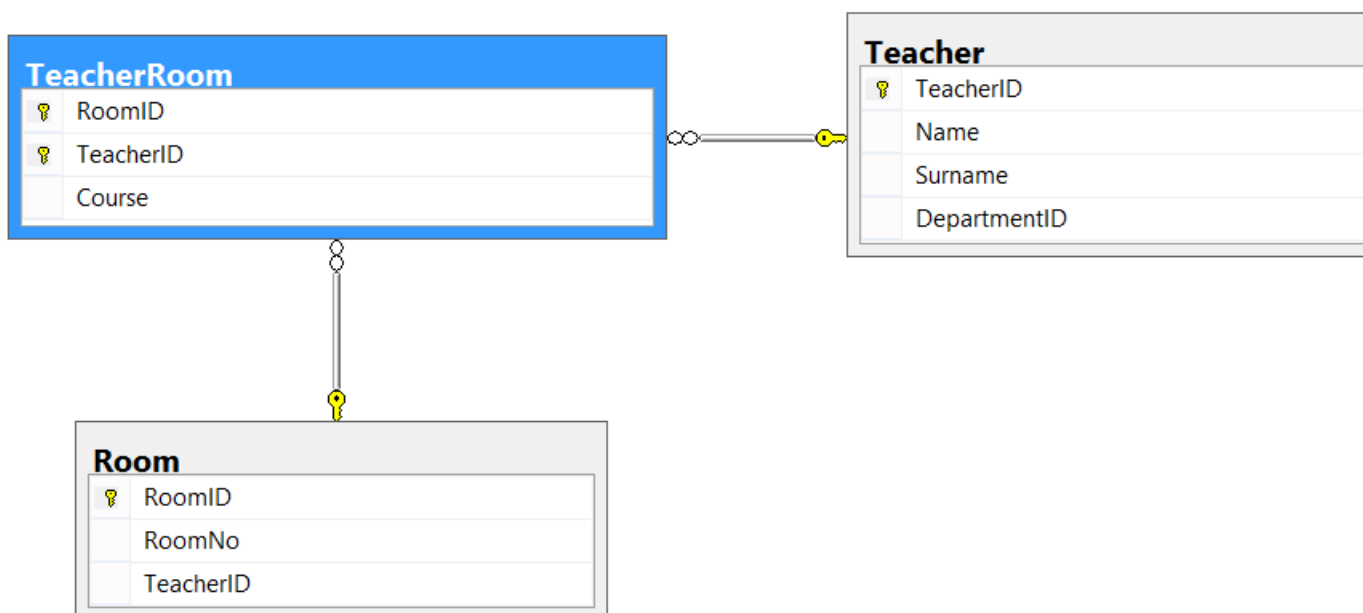 TeacherRoom
RoomID
TeacherID
Course
Teacher
TeacherID
Name
Surname
DepartmentID
Room
RoomID
RoomNo
TeacherID